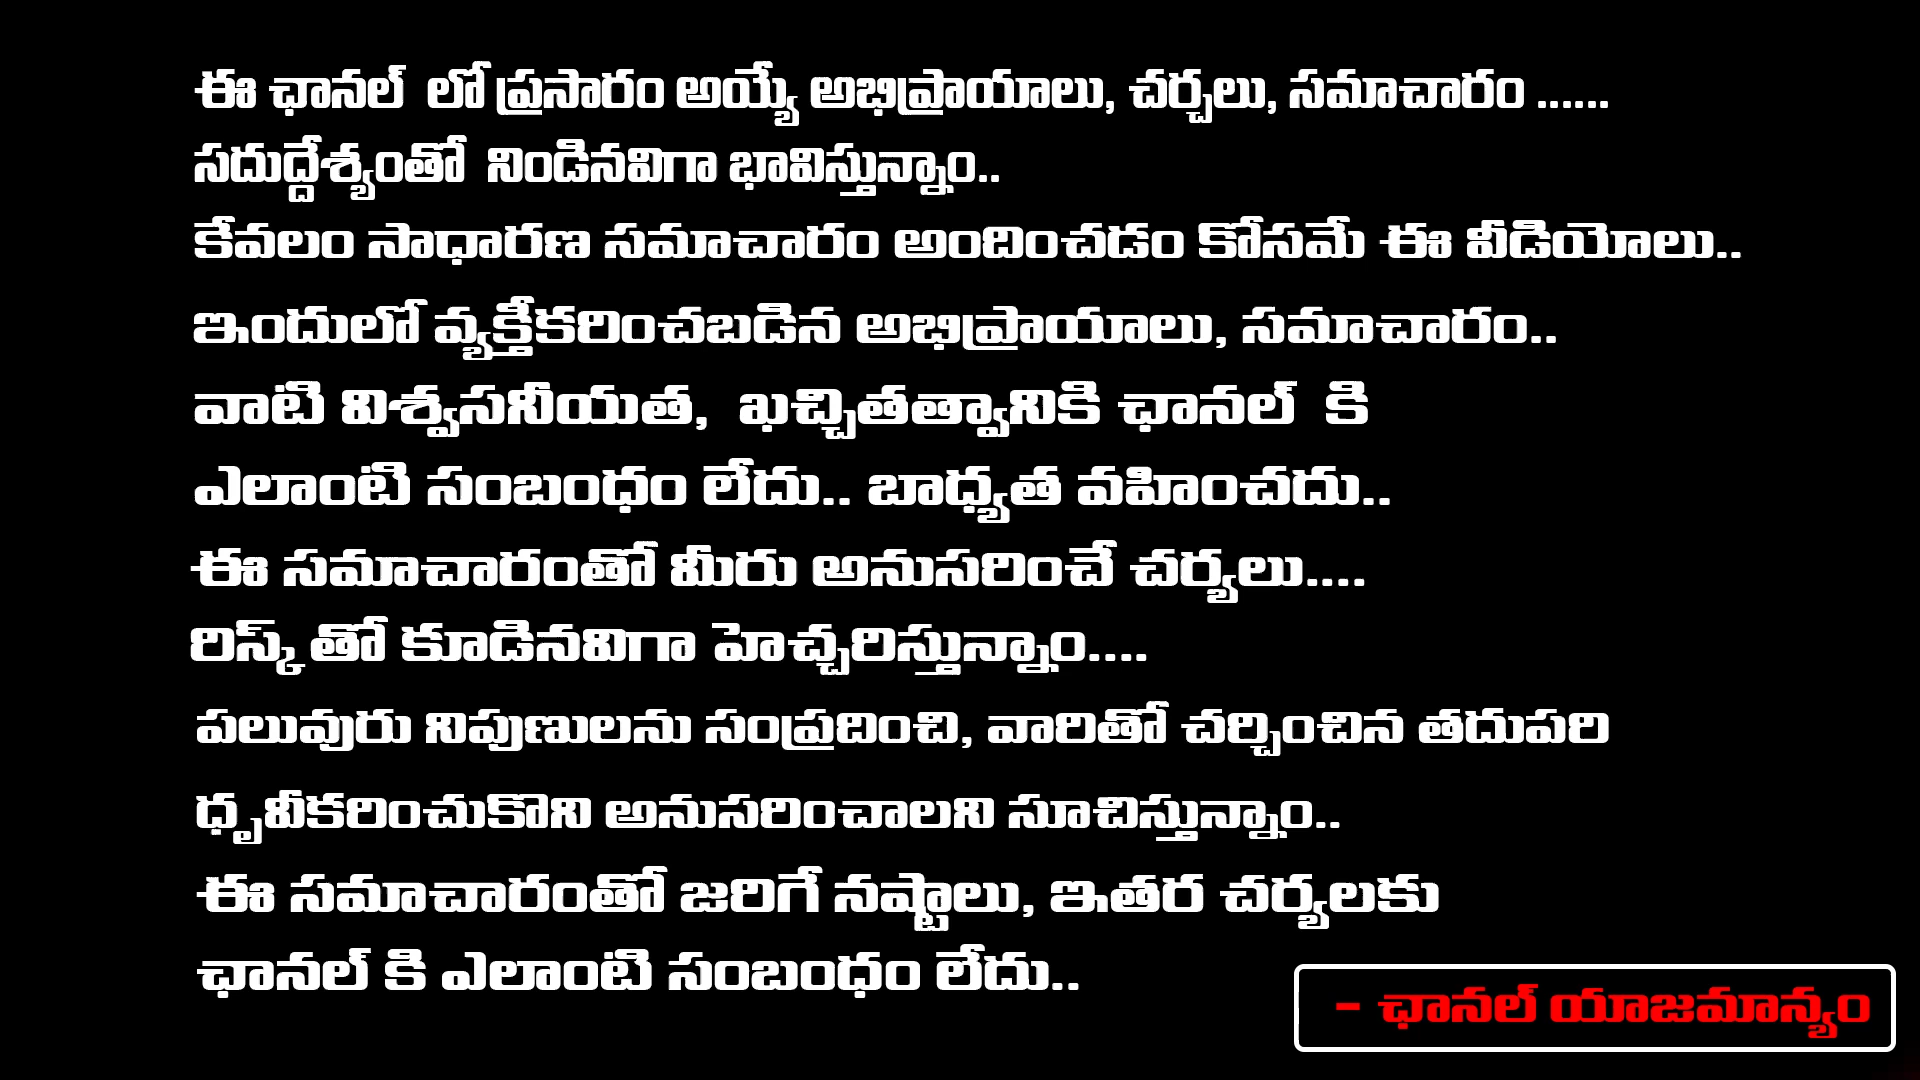 ఈ ఛానల్ లో ప్రసారం అయ్యే అభిప్రాయాలు, చర్చలు, సమాచారం ......
సదుద్దేశ్యంతో నిండినవిగా భావిస్తున్నాం..
కేవలం సాధారణ సమాచారం అందించడం కోసమే ఈ వీడియోలు..
ఇందులో వ్యక్తీకరించబడిన అభిప్రాయాలు, సమాచారం..
వాటి విశ్వసనీయత, ఖచ్చితత్వానికి ఛానల్ కి
ఎలాంటి సంబంధం లేదు.. బాధ్యత వహించదు..
ఈ సమాచారంతో మీరు అనుసరించే చర్యలు....
రిస్క్ తో కూడినవిగా హెచ్చరిస్తున్నాం....
పలువురు నిపుణులను సంప్రదించి, వారితో చర్చించిన తదుపరి
ధృవీకరించుకొని అనుసరించాలని సూచిస్తున్నాం..
ఈ సమాచారంతో జరిగే నష్టాలు, ఇతర చర్యలకు
ఛానల్ కి ఎలాంటి సంబంధం లేదు..
- ఛానల్ యాజమాన్యం